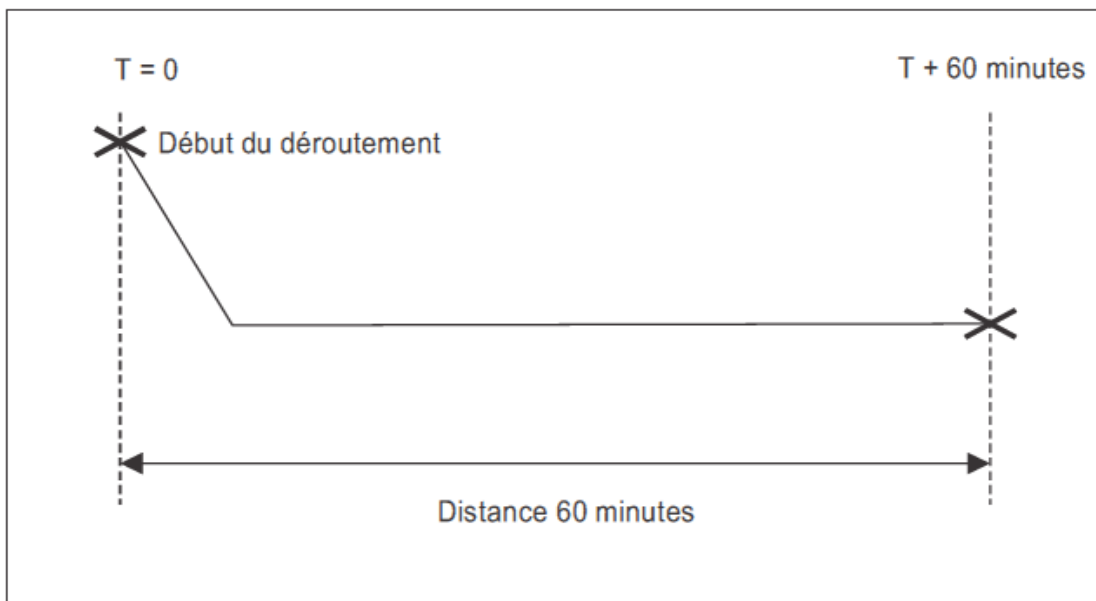 T = 0
T + 60 minutes
Début du déroutement
Distance 60 minutes